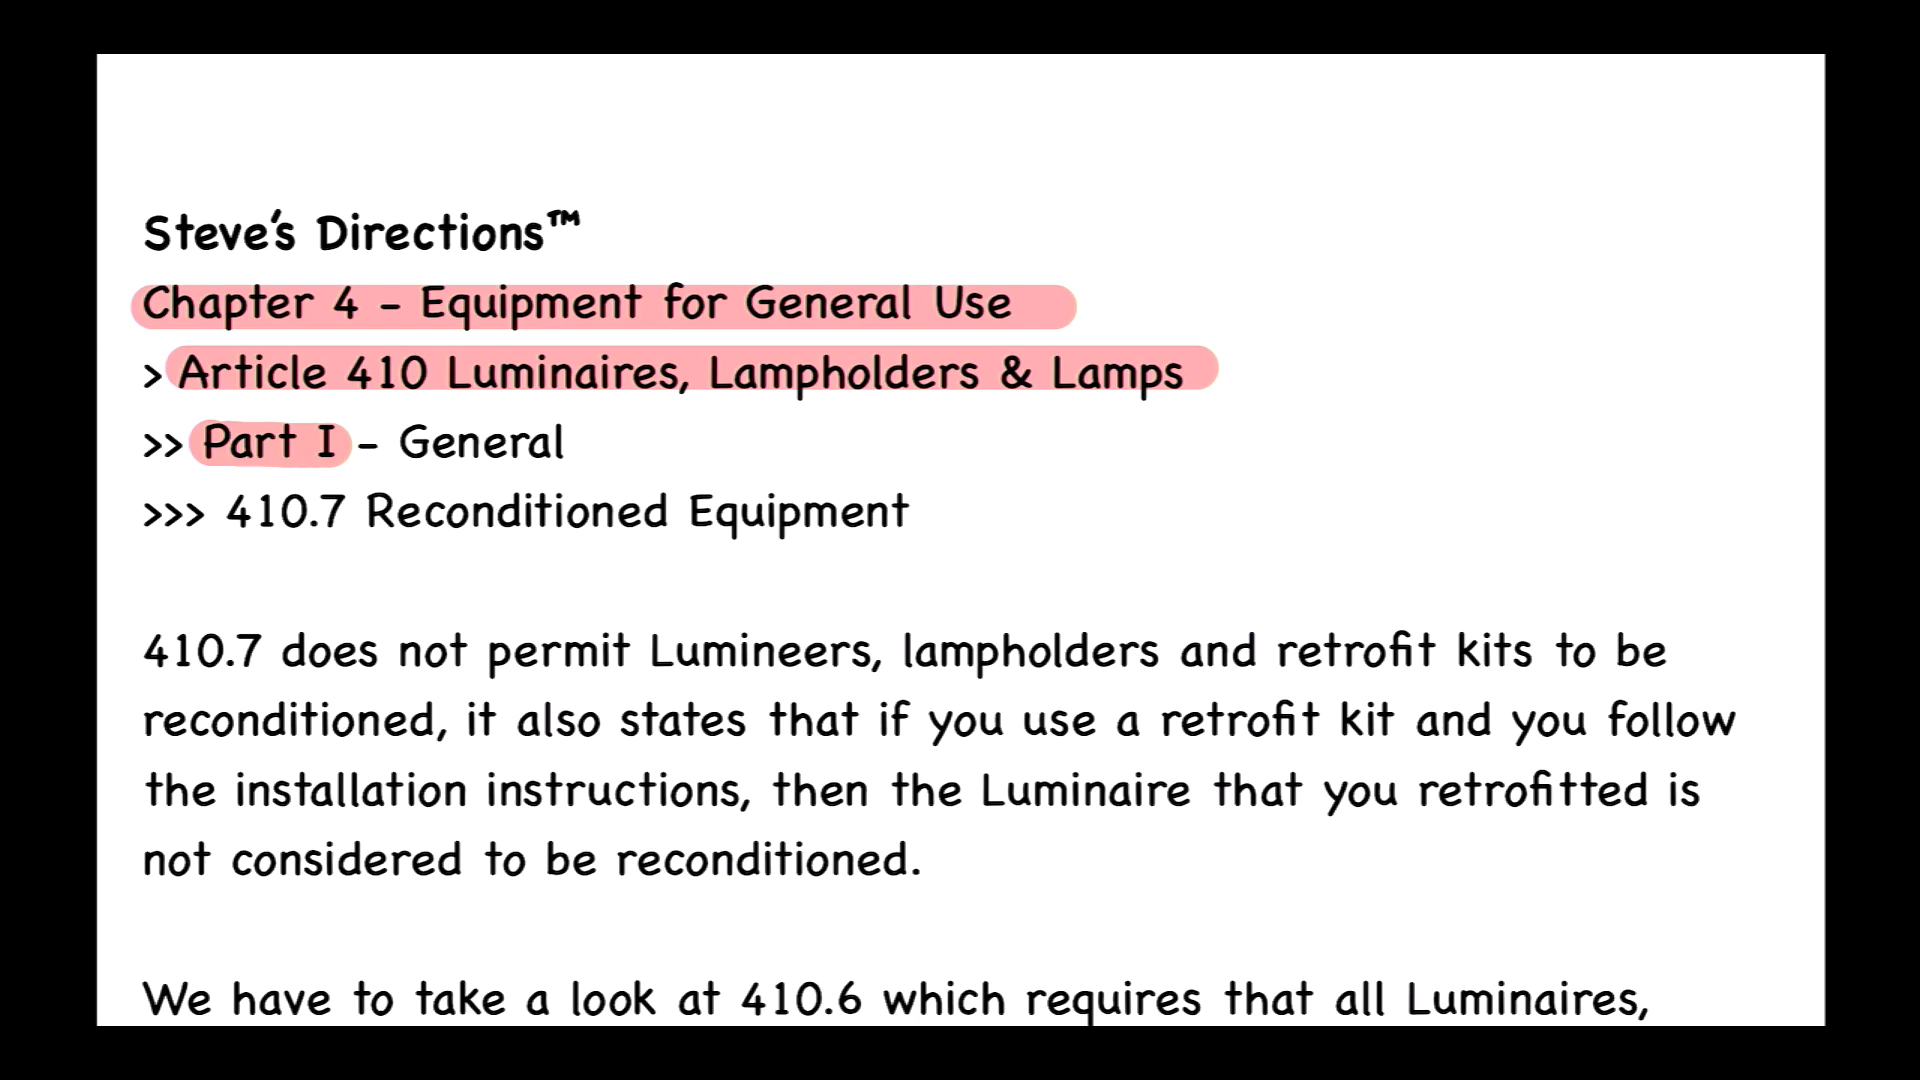 Steve's Directions™
Chapter 4 - Equipment for General Use
> Article 410 Luminaires, Lampholders & Lamps
>> Part I - General
>>> 410.7 Reconditioned Equipment
410.7 does not permit Lumineers, lampholders and retrofit kits to be
reconditioned, it also states that if you use a retrofit kit and you follow
the installation instructions, then the Luminaire that you retrofitted is
not considered to be reconditioned.
We have to take a look at 410.6 which requires that all Luminaires,